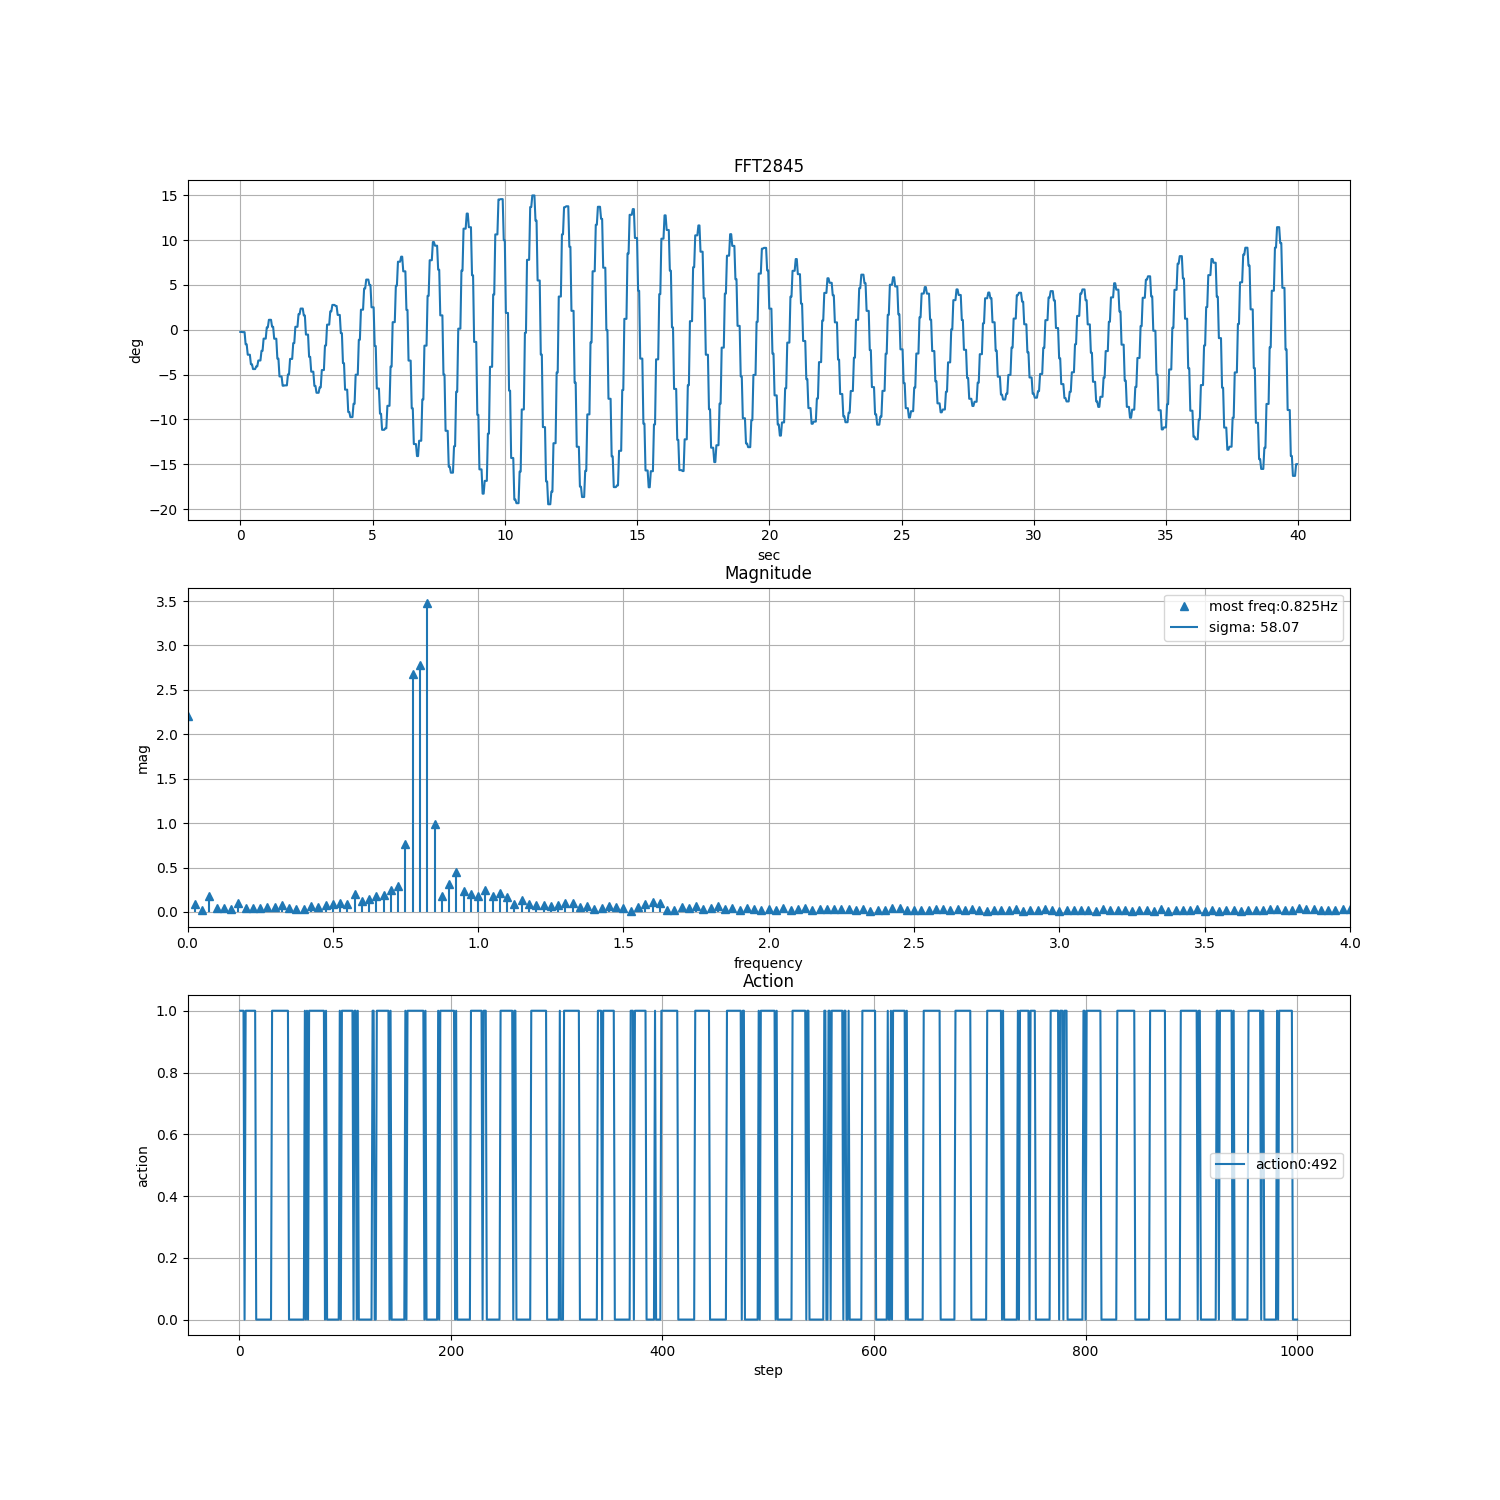 FFT2845
15
10
5
0
−5
−10
−15
−20
deg
0 5 10 15 20 25 30 35 40
sec
Magnitude
3.5
3.0
2.5
2.0
1.5
1.0
0.5
0.0
mag
most freq:0.825Hz
sigma: 58.07
0.0 0.5 1.0 1.5 2.0 2.5 3.0 3.5 4.0
frequency
Action
1.0
0.8
0.6
0.4
0.2
0.0
action
action0:492
0 200 400 600 800 1000
step